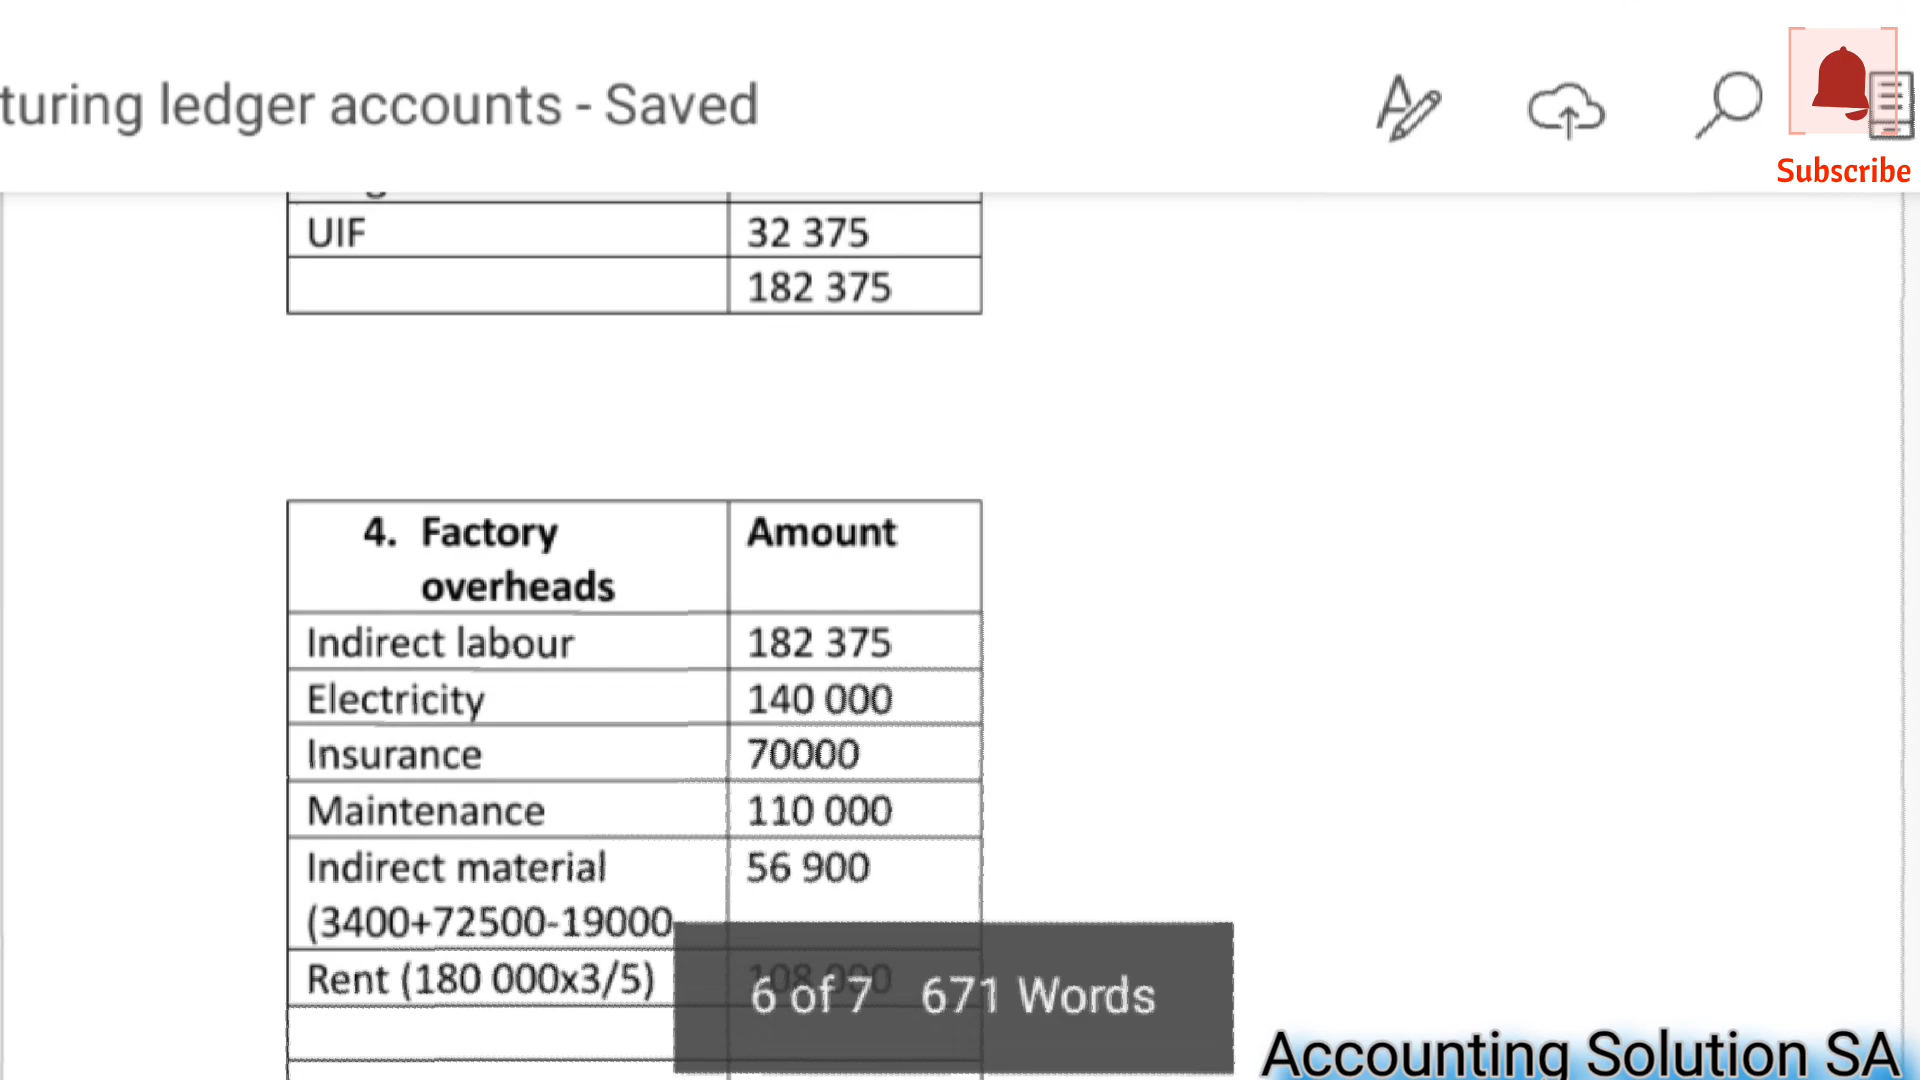 turing ledger accounts - Saved
Subscribe
UIF 32 375
182 375
4. Factory Amount
overheads
Indirect labour 182 375
Electricity 140 000
Insurance 70000
Maintenance 110 000
Indirect material 56 900
(3400+72500-19000
Rent (180 000x3/5) 108 000
6 of 7 671 Words
Accounting Solution SA